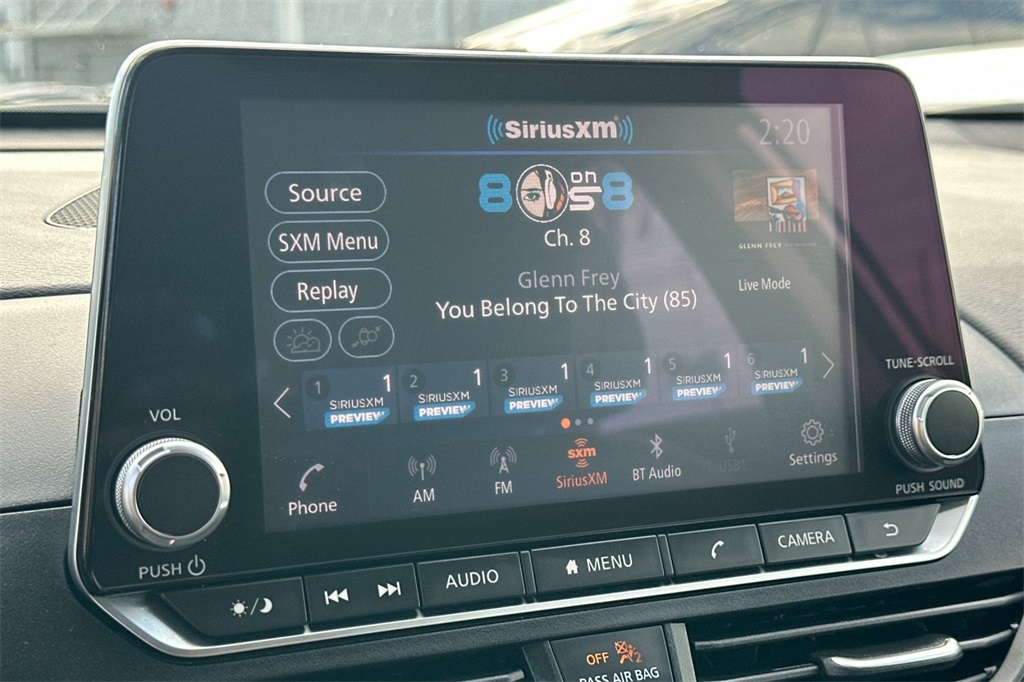 SiriusXM
2:20
Source
8 on 80s 8
Ch. 8
SXM Menu
GLENN FREY
Glenn Frey
Replay
Live Mode
You Belong To The City (85)
1 1 SIRIUSXM PREVIEW
2 1 SIRIUSXM PREVIEW
3 1 SIRIUSXM PREVIEW
4 1 SIRIUSXM PREVIEW
5 1 SIRIUSXM PREVIEW
6 1 SIRIUSXM PREVIEW
TUNE·SCROLL
VOL
Phone
AM
FM
sxm
SiriusXM
BT Audio
USB1
Settings
PUSH SOUND
PUSH
AUDIO
MENU
CAMERA
OFF
2
PASS AIR BAG